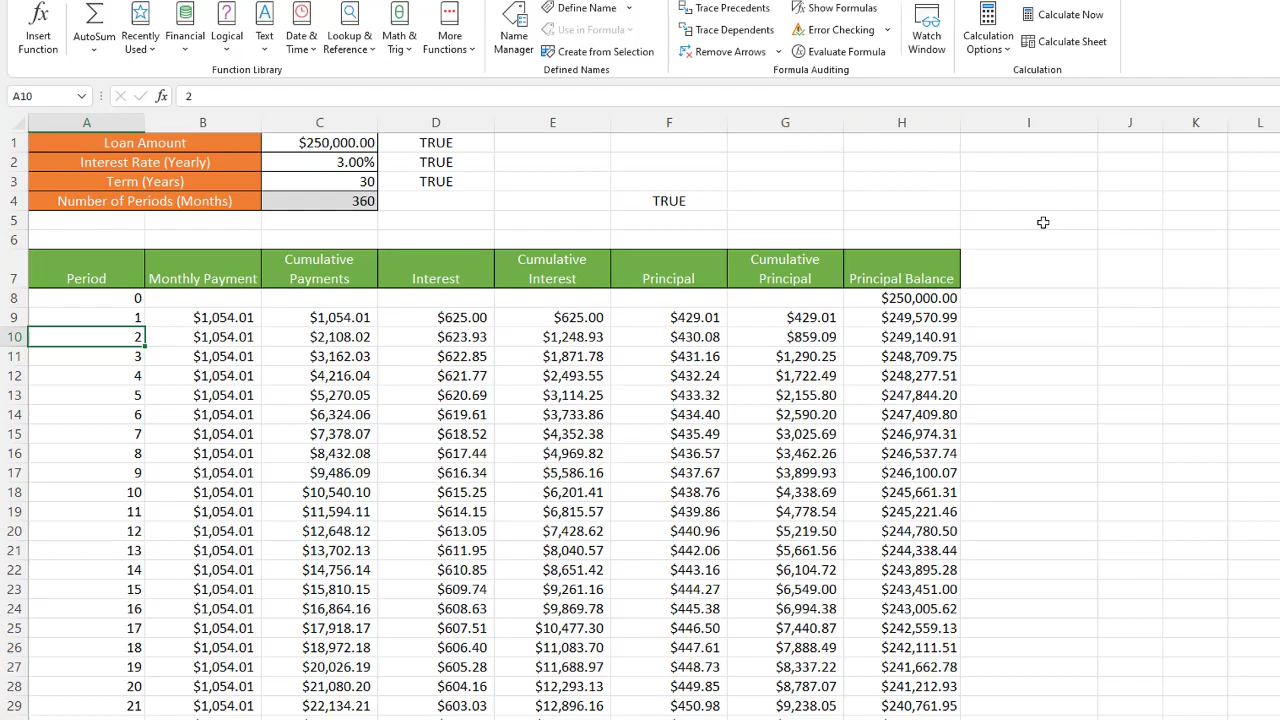 Insert Function
AutoSum
Recently Used
Financial
Logical
Text
Date & Time
Lookup & Reference
Math & Trig
More Functions
Function Library
Name Manager
Define Name
Use in Formula
Create from Selection
Defined Names
Trace Precedents
Trace Dependents
Remove Arrows
Show Formulas
Error Checking
Evaluate Formula
Formula Auditing
Watch Window
Calculation Options
Calculate Now
Calculate Sheet
Calculation
A10 fx 2
A B C D E F G H I J K L
1 Loan Amount $250,000.00 TRUE
2 Interest Rate (Yearly) 3.00% TRUE
3 Term (Years) 30 TRUE
4 Number of Periods (Months) 360 TRUE
5
6
7 Period Monthly Payment Cumulative Payments Interest Cumulative Interest Principal Cumulative Principal Principal Balance
8 0 $250,000.00
9 1 $1,054.01 $1,054.01 $625.00 $625.00 $429.01 $429.01 $249,570.99
10 2 $1,054.01 $2,108.02 $623.93 $1,248.93 $430.08 $859.09 $249,140.91
11 3 $1,054.01 $3,162.03 $622.85 $1,871.78 $431.16 $1,290.25 $248,709.75
12 4 $1,054.01 $4,216.04 $621.77 $2,493.55 $432.24 $1,722.49 $248,277.51
13 5 $1,054.01 $5,270.05 $620.69 $3,114.25 $433.32 $2,155.80 $247,844.20
14 6 $1,054.01 $6,324.06 $619.61 $3,733.86 $434.40 $2,590.20 $247,409.80
15 7 $1,054.01 $7,378.07 $618.52 $4,352.38 $435.49 $3,025.69 $246,974.31
16 8 $1,054.01 $8,432.08 $617.44 $4,969.82 $436.57 $3,462.26 $246,537.74
17 9 $1,054.01 $9,486.09 $616.34 $5,586.16 $437.67 $3,899.93 $246,100.07
18 10 $1,054.01 $10,540.10 $615.25 $6,201.41 $438.76 $4,338.69 $245,661.31
19 11 $1,054.01 $11,594.11 $614.15 $6,815.57 $439.86 $4,778.54 $245,221.46
20 12 $1,054.01 $12,648.12 $613.05 $7,428.62 $440.96 $5,219.50 $244,780.50
21 13 $1,054.01 $13,702.13 $611.95 $8,040.57 $442.06 $5,661.56 $244,338.44
22 14 $1,054.01 $14,756.14 $610.85 $8,651.42 $443.16 $6,104.72 $243,895.28
23 15 $1,054.01 $15,810.15 $609.74 $9,261.16 $444.27 $6,549.00 $243,451.00
24 16 $1,054.01 $16,864.16 $608.63 $9,869.78 $445.38 $6,994.38 $243,005.62
25 17 $1,054.01 $17,918.17 $607.51 $10,477.30 $446.50 $7,440.87 $242,559.13
26 18 $1,054.01 $18,972.18 $606.40 $11,083.70 $447.61 $7,888.49 $242,111.51
27 19 $1,054.01 $20,026.19 $605.28 $11,688.97 $448.73 $8,337.22 $241,662.78
28 20 $1,054.01 $21,080.20 $604.16 $12,293.13 $449.85 $8,787.07 $241,212.93
29 21 $1,054.01 $22,134.21 $603.03 $12,896.16 $450.98 $9,238.05 $240,761.95